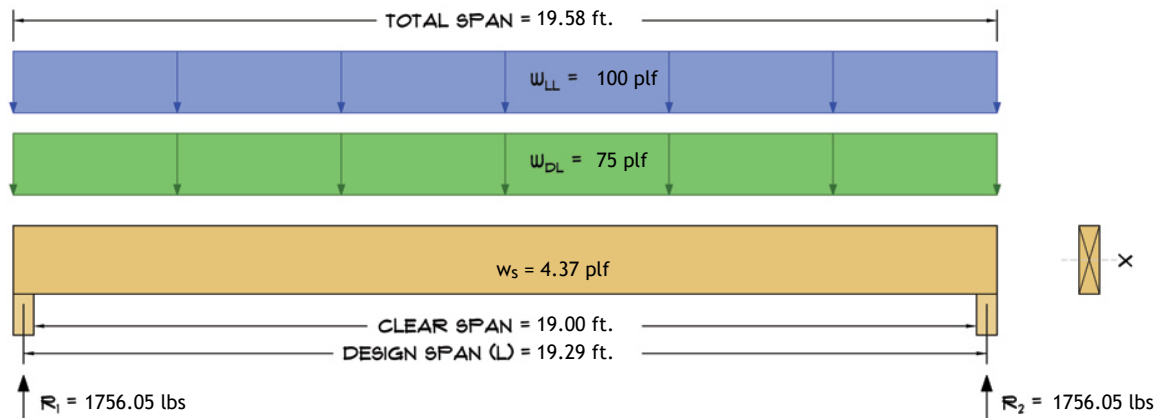 TOTAL SPAN = 19.58 ft.
WLL = 100 plf
WDL = 75 plf
ws = 4.37 plf
X
CLEAR SPAN = 19.00 ft.
DESIGN SPAN (L) = 19.29 ft.
R1 = 1756.05 lbs
R2 = 1756.05 lbs